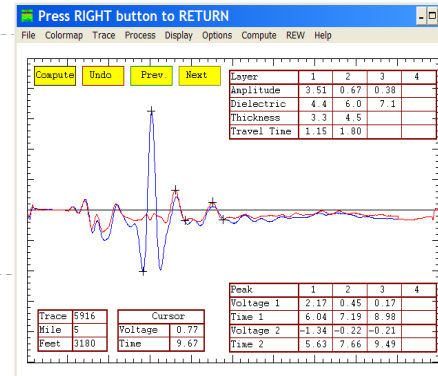 Press RIGHT button to RETURN
File Colormap Trace Process Display Options Compute REW Help
Compute Undo Prev. Next
Layer 1 2 3 4
Amplitude 3.51 0.67 0.38
Dielectric 4.4 6.0 7.1
Thickness 3.3 4.5
Travel Time 1.15 1.80
Peak 1 2 3 4
Voltage 1 2.17 0.45 0.17
Time 1 6.04 7.19 8.98
Voltage 2 -1.34 -0.22 -0.21
Time 2 5.63 7.66 9.49
Trace 5916
Mile 5
Feet 3180
Cursor
Voltage 0.77
Time 9.67